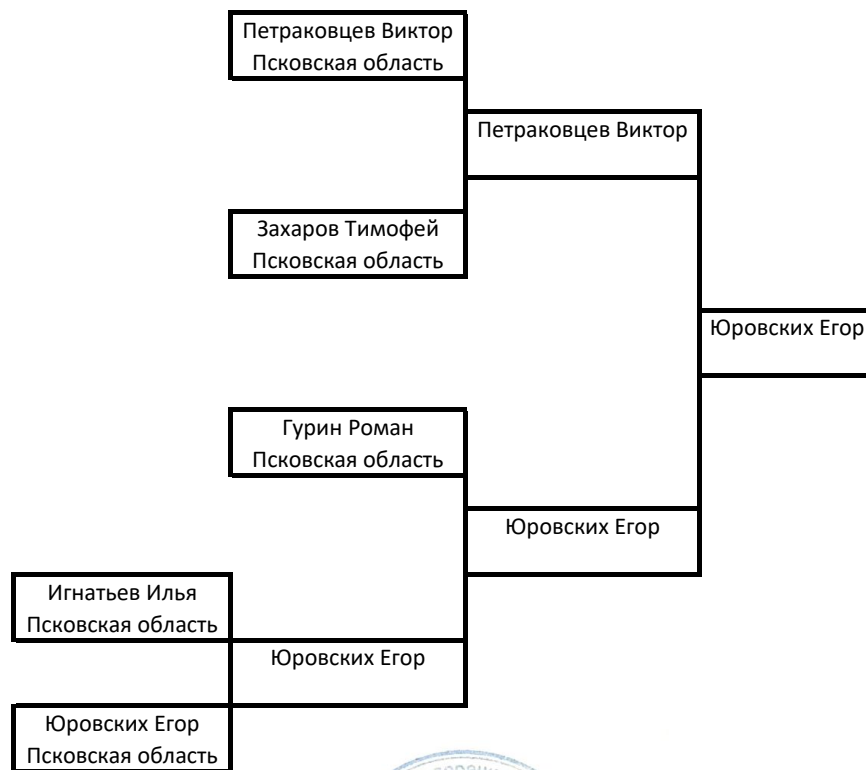 Петраковцев Виктор
Псковская область
Петраковцев Виктор
Захаров Тимофей
Псковская область
Юровских Егор
Гурин Роман
Псковская область
Юровских Егор
Игнатьев Илья
Псковская область
Юровских Егор
Юровских Егор
Псковская область